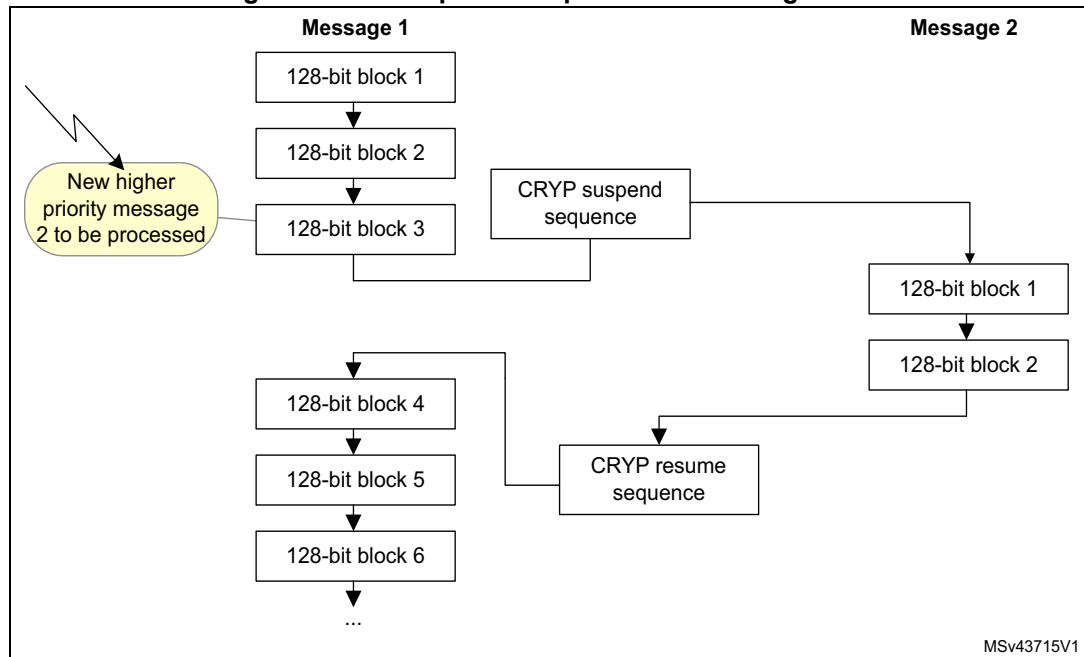 Message 1
Message 2
128-bit block 1
128-bit block 2
New higher
priority message
2 to be processed
128-bit block 3
CRYP suspend
sequence
128-bit block 1
128-bit block 2
CRYP resume
sequence
128-bit block 4
128-bit block 5
128-bit block 6
...
MSv43715V1